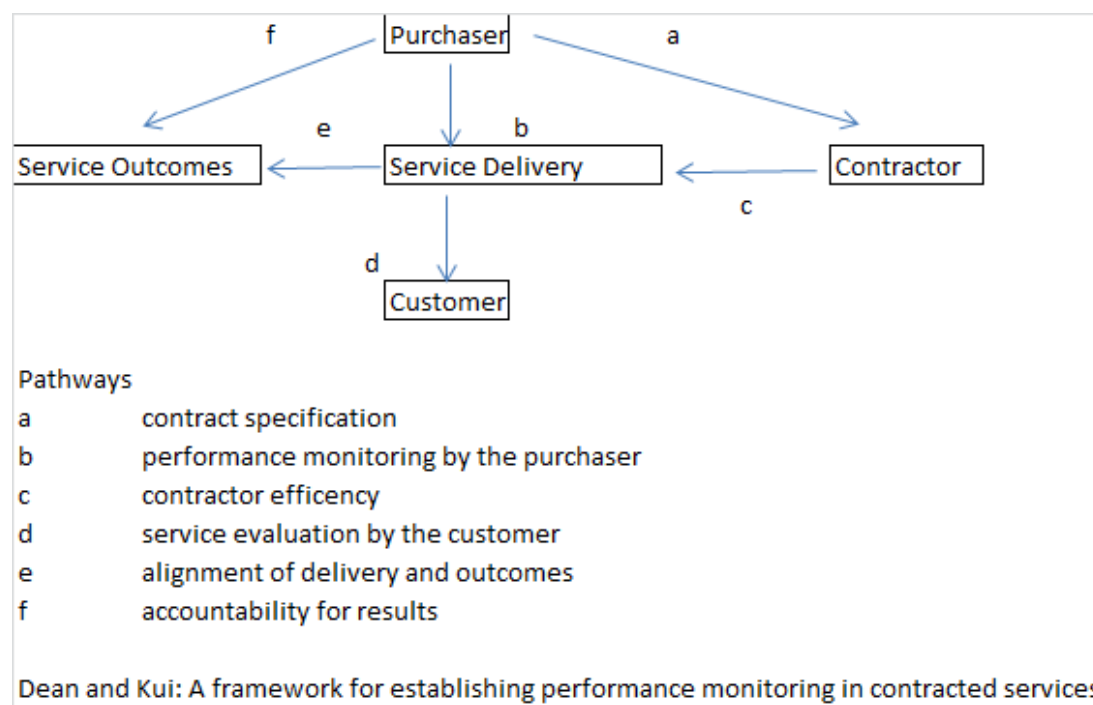 f Purchaser a
e b
Service Outcomes Service Delivery Contractor
c
d
Customer
Pathways
a contract specification
b performance monitoring by the purchaser
c contractor efficency
d service evaluation by the customer
e alignment of delivery and outcomes
f accountability for results
Dean and Kui: A framework for establishing performance monitoring in contracted services